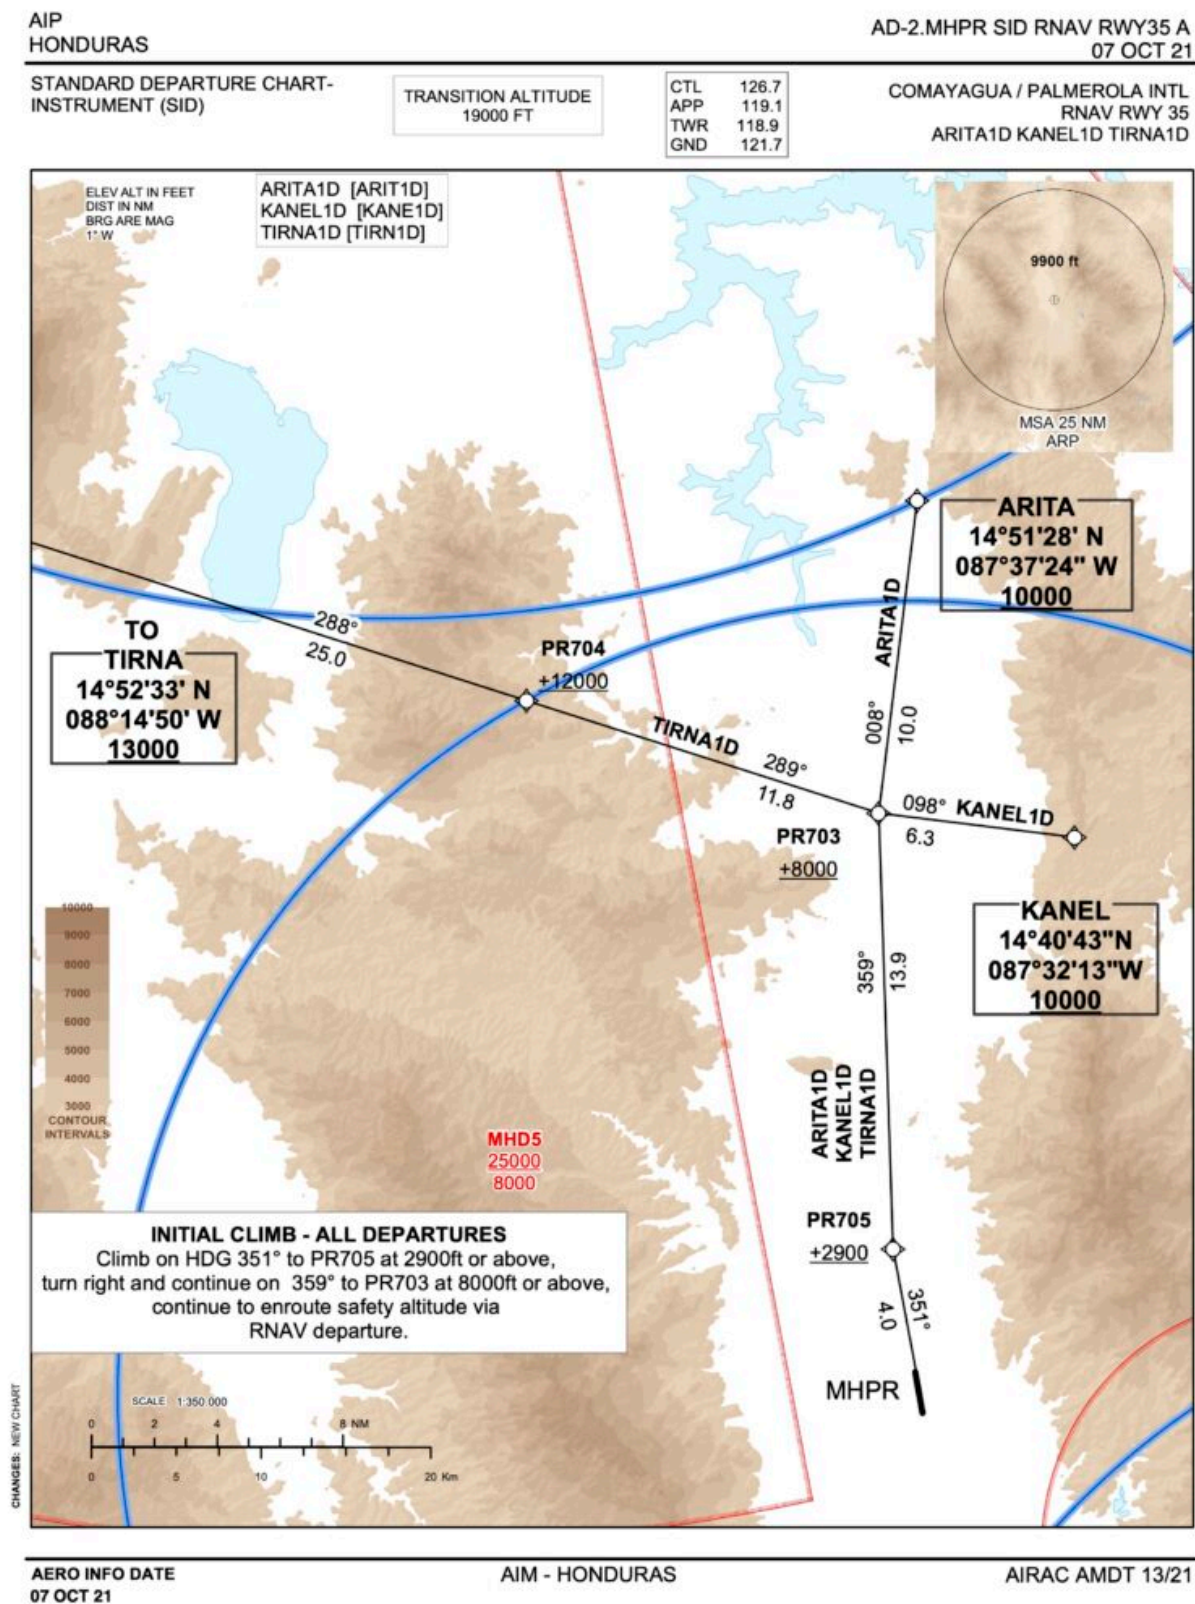 AIP
HONDURAS
AD-2.MHPR SID RNAV RWY35 A
07 OCT 21
STANDARD DEPARTURE CHART-
INSTRUMENT (SID)
TRANSITION ALTITUDE
19000 FT
CTL 126.7
APP 119.1
TWR 118.9
GND 121.7
COMAYAGUA / PALMEROLA INTL
RNAV RWY 35
ARITA1D KANEL1D TIRNA1D
ELEV ALT IN FEET
DIST IN NM
BRG ARE MAG
1° W
ARITA1D [ARIT1D]
KANEL1D [KANE1D]
TIRNA1D [TIRN1D]
9900 ft
MSA 25 NM
ARP
ARITA
14°51'28' N
087°37'24" W
10000
ARITA1D
008°
10.0
288°
25.0
TO
TIRNA
14°52'33' N
088°14'50' W
13000
PR704
+12000
TIRNA1D
289°
11.8
098° KANEL1D
6.3
PR703
+8000
KANEL
14°40'43"N
087°32'13"W
10000
359°
13.9
10000
9000
8000
7000
6000
5000
4000
3000
CONTOUR
INTERVALS
ARITA1D
KANEL1D
TIRNA1D
MHD5
25000
8000
PR705
+2900
351°
4.0
MHPR
INITIAL CLIMB - ALL DEPARTURES
Climb on HDG 351° to PR705 at 2900ft or above,
turn right and continue on 359° to PR703 at 8000ft or above,
continue to enroute safety altitude via
RNAV departure.
SCALE 1:350 000
0 2 4 8 NM
0 5 10 20 Km
CHANGES: NEW CHART
AERO INFO DATE
07 OCT 21
AIM - HONDURAS
AIRAC AMDT 13/21